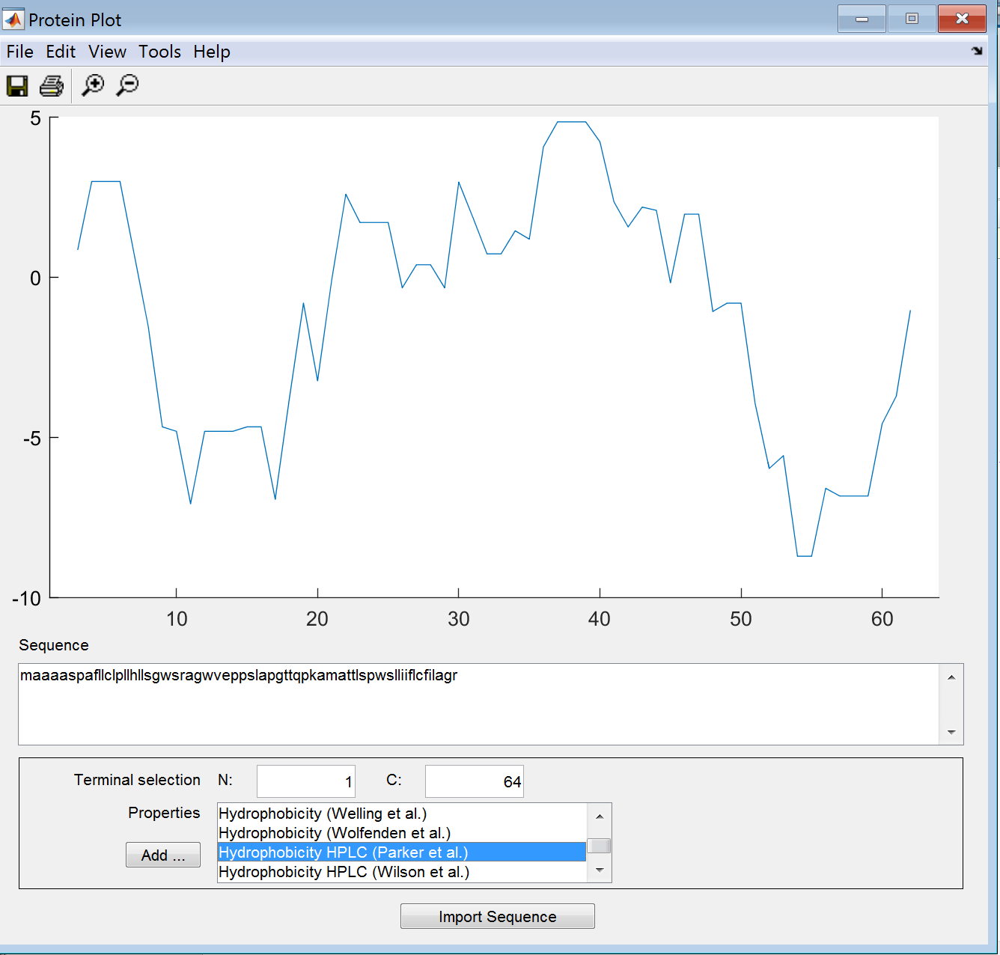 Protein Plot
File Edit View Tools Help
5
0
-5
-10
10 20 30 40 50 60
Sequence
maaaaspafllclpllhllsgwsragwveppslapgttqpkamattlspwslliiflcfilagr
Terminal selection N: 1 C: 64
Properties
Hydrophobicity (Welling et al.)
Hydrophobicity (Wolfenden et al.)
Add ...
Hydrophobicity HPLC (Parker et al.)
Hydrophobicity HPLC (Wilson et al.)
Import Sequence